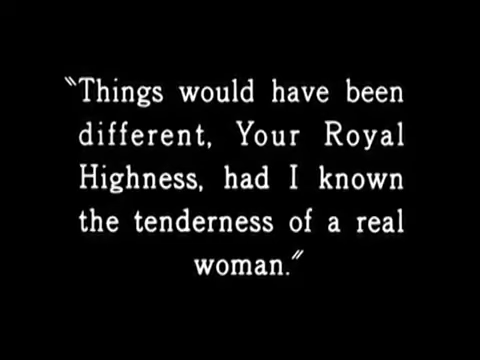 "Things would have been
different, Your Royal
Highness, had I known
the tenderness of a real
woman."